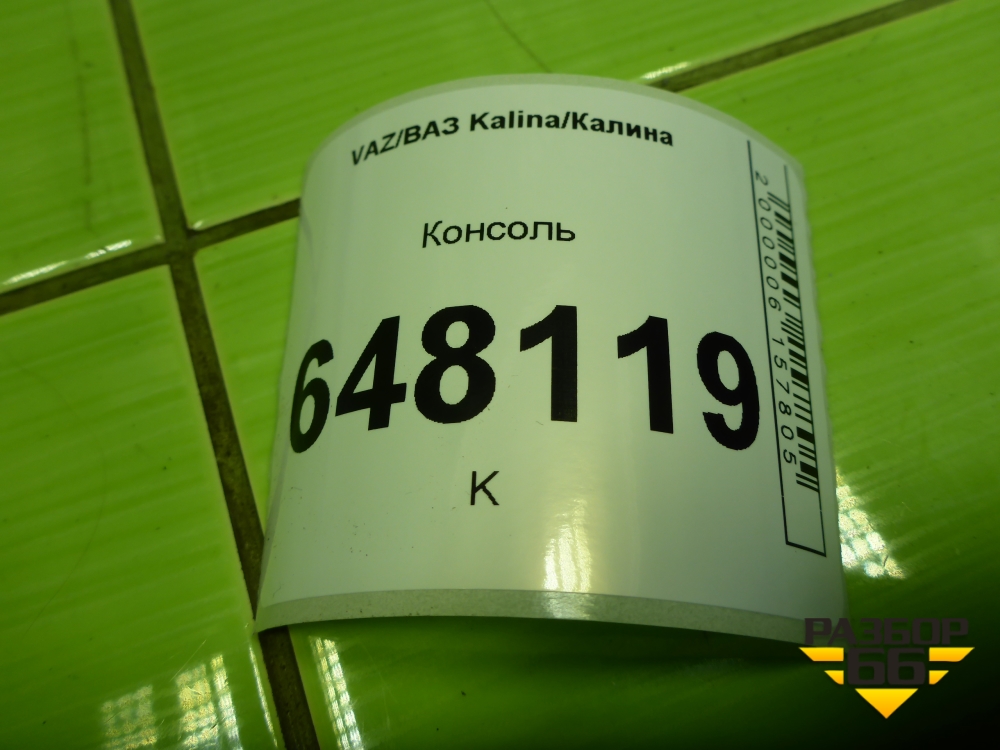 VAZ/ВАЗ Kalina/Калина
Консоль
648119
К
2000006157805
РАЗБОР
66